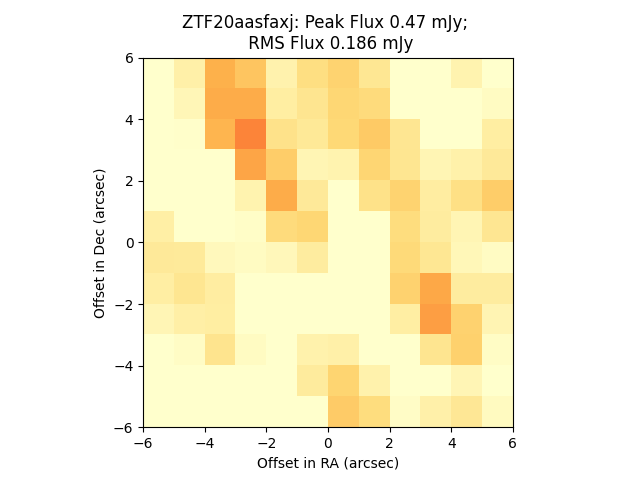 ZTF20aasfaxj: Peak Flux 0.47 mJy;
RMS Flux 0.186 mJy
6
4
2
0
−2
−4
−6
Offset in Dec (arcsec)
−6 −4 −2 0 2 4 6
Offset in RA (arcsec)